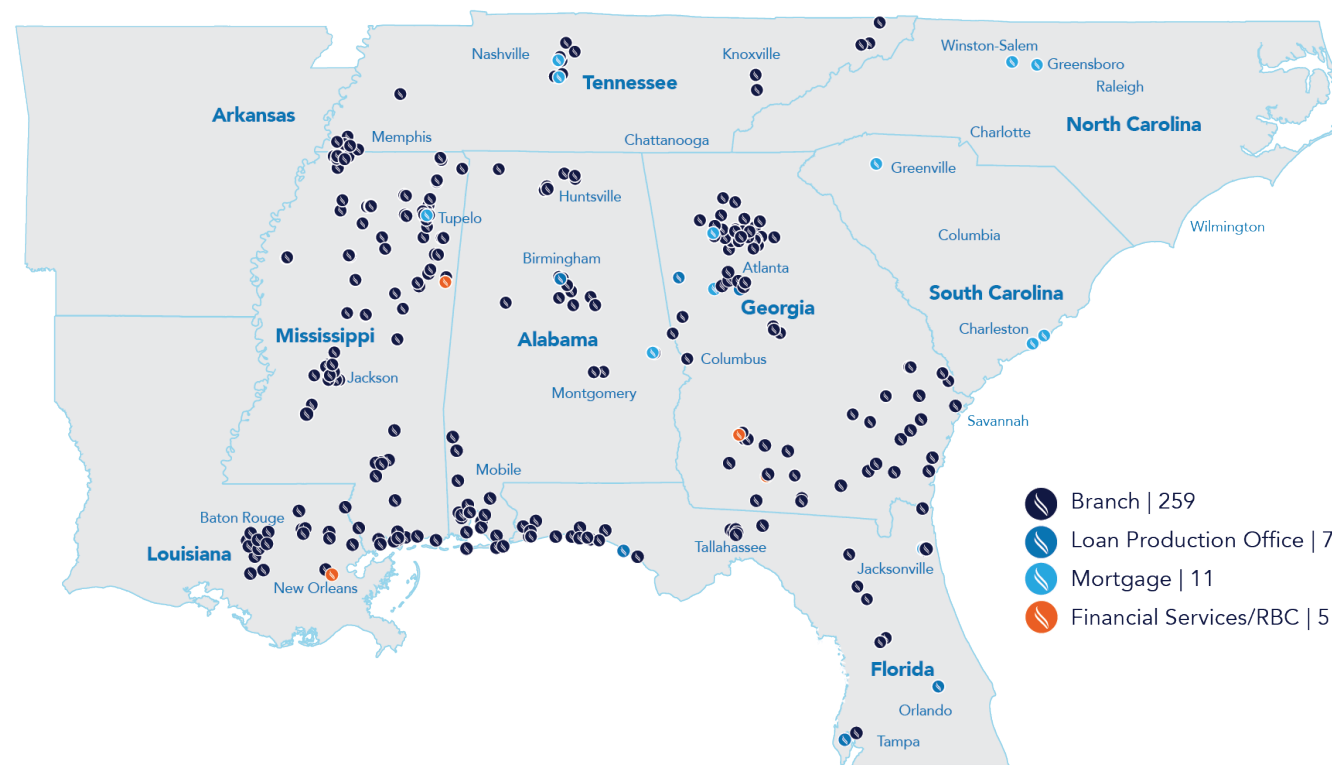 Nashville
Knoxville
Winston-Salem
Greensboro
Tennessee
Raleigh
Arkansas
Memphis
Chattanooga
Charlotte
North Carolina
Greenville
Huntsville
Tupelo
Wilmington
Columbia
Birmingham
Atlanta
South Carolina
Georgia
Charleston
Mississippi
Alabama
Columbus
Jackson
Montgomery
Savannah
Mobile
Baton Rouge
Louisiana
Tallahassee
Jacksonville
New Orleans
Florida
Orlando
Tampa
Branch | 259
Loan Production Office | 7
Mortgage | 11
Financial Services/RBC | 5